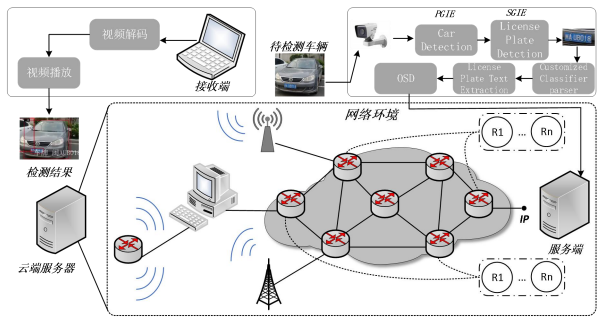 视频解码
视频播放
接收端
检测结果
待检测车辆
PGIE
SGIE
Car
Detection
License
Plate
Detction
Customized
Classifier
parser
License
Plate Text
Extraction
OSD
网络环境
R1 ... Rn
IP
服务端
云端服务器
R1 ... Rn